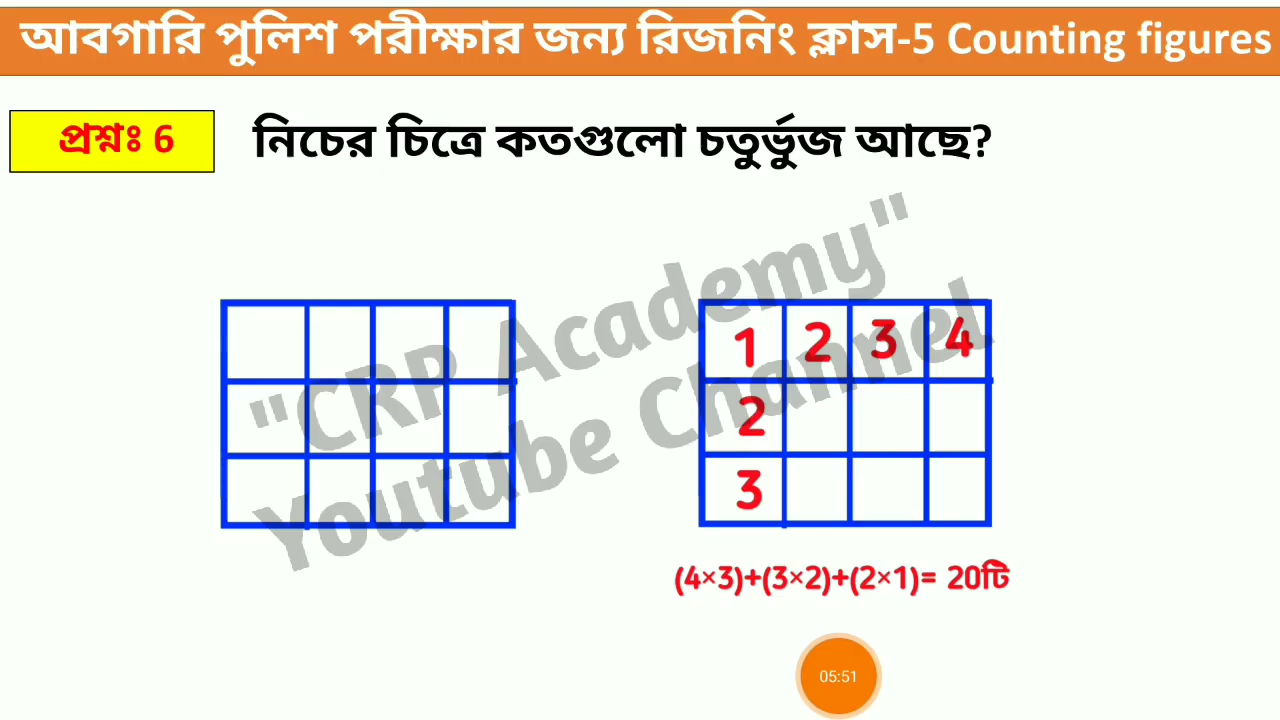 আবগারি পুলিশ পরীক্ষার জন্য রিজনিং ক্লাস-5 Counting figures
প্রশ্নঃ 6
নিচের চিত্রে কতগুলো চতুর্ভুজ আছে?
"CRP Academy"
Youtube Channel
1 2 3 4
2
3
(4×3)+(3×2)+(2×1)= 20টি
05:51